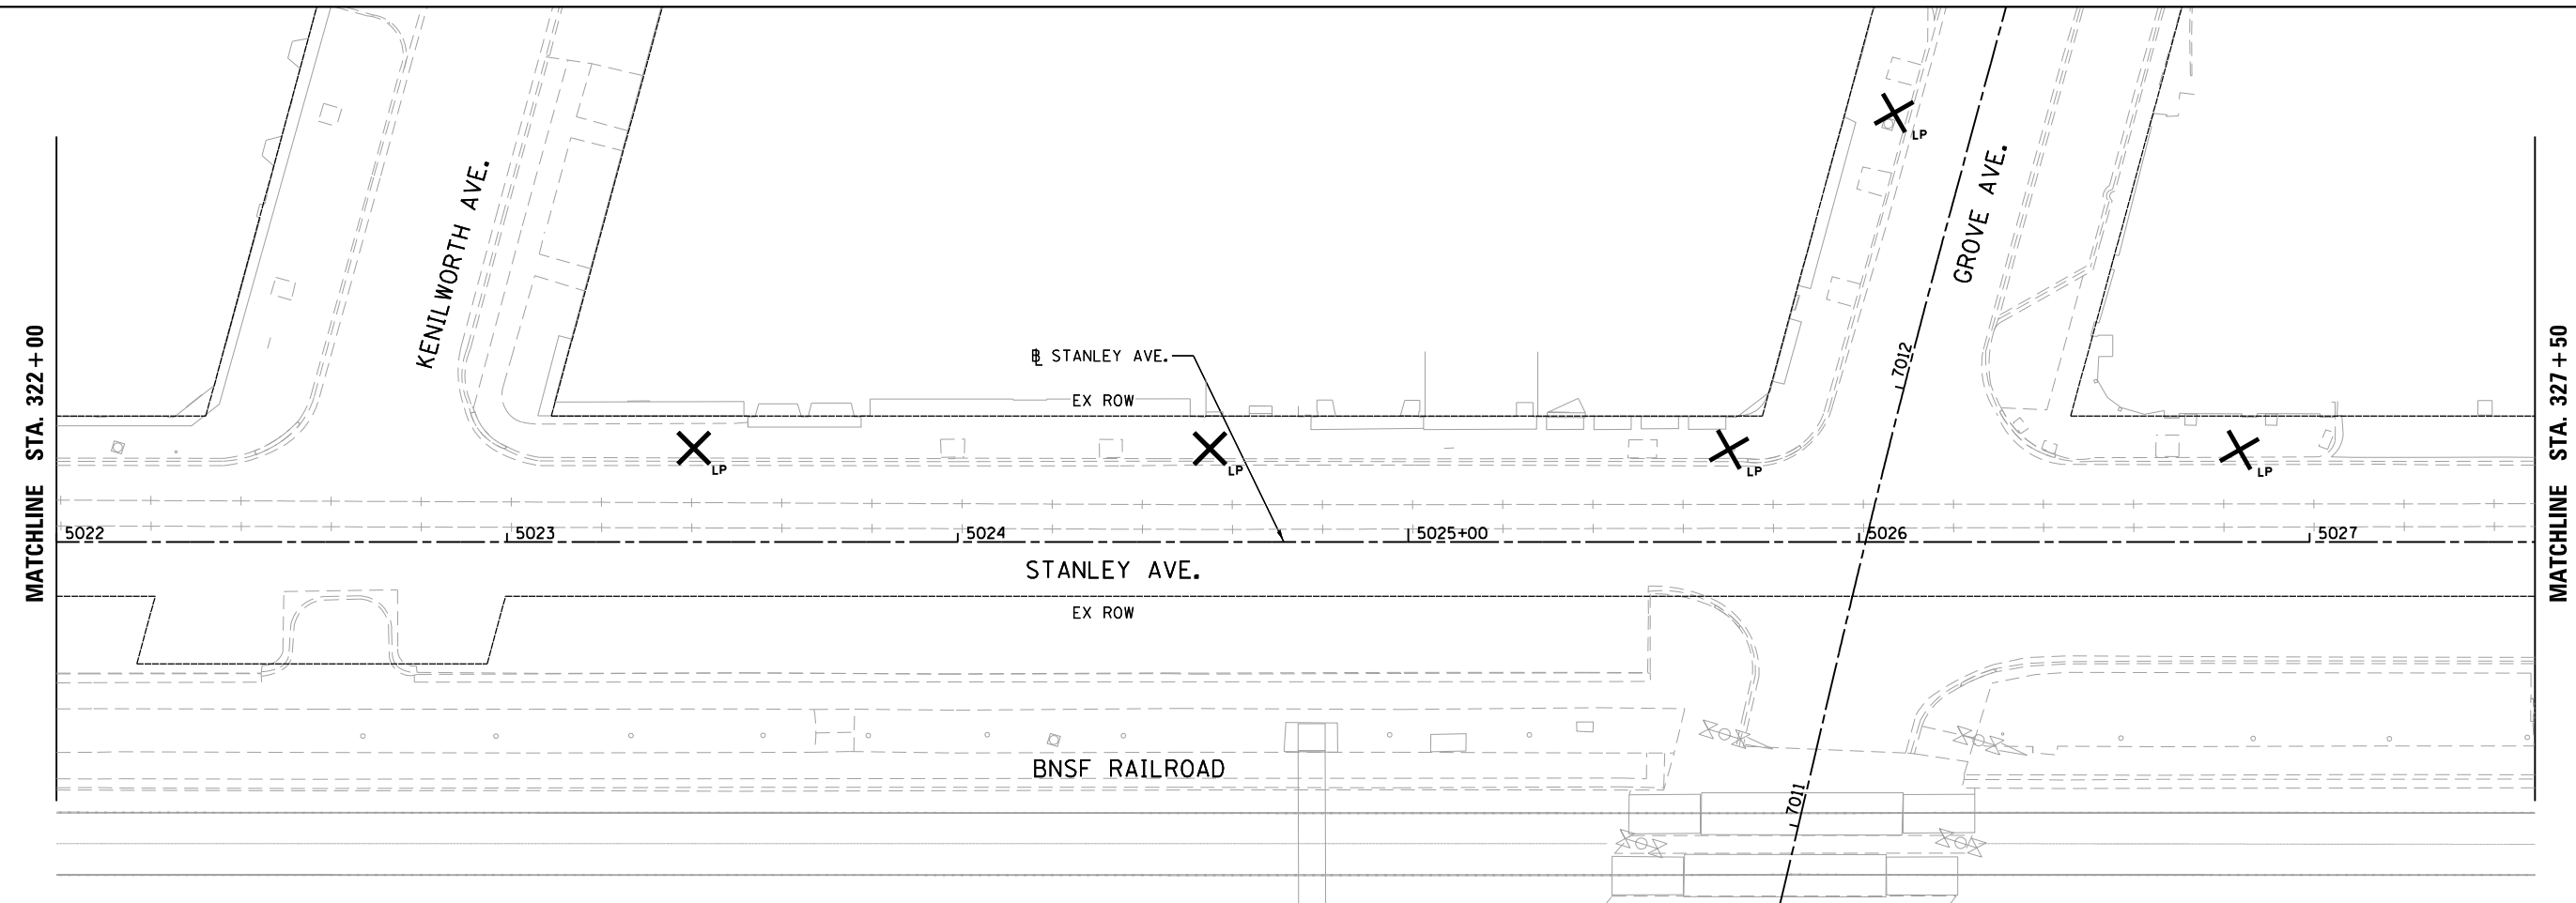 KENILWORTH AVE.
GROVE AVE.
LP
7012
℄ STANLEY AVE.
EX ROW
LP
LP
LP
LP
MATCHLINE STA. 322+00
MATCHLINE STA. 327+50
5022
5023
5024
5025+00
5026
5027
STANLEY AVE.
EX ROW
BNSF RAILROAD
7011